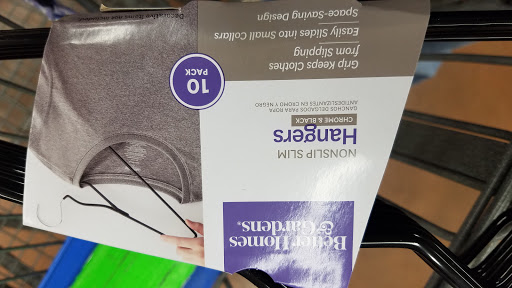 Better Homes
& Gardens.
NONSLIP SLIM
Hangers
CHROME & BLACK
GANCHOS DELGADOS PARA ROPA
ANTIDESLIZANTES EN CROMO Y NEGRO
10
PACK
Grip Keeps Clothes
from Slipping
Easily Slides into Small Collars
Space-Saving Design